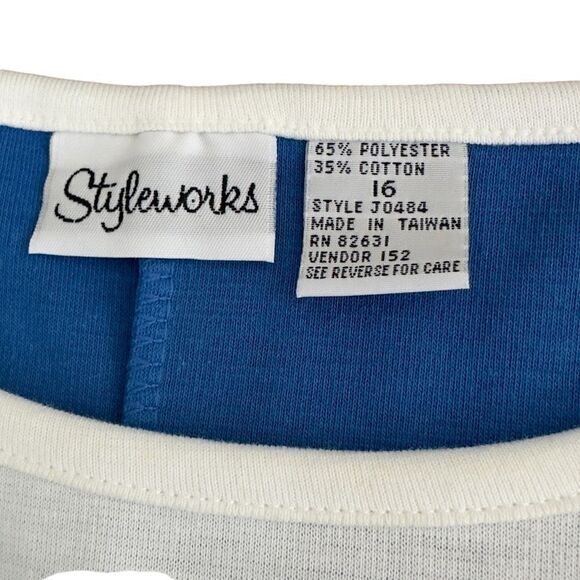 Styleworks
65% POLYESTER
35% COTTON
16
STYLE J0484
MADE IN TAIWAN
RN 82631
VENDOR 152
SEE REVERSE FOR CARE